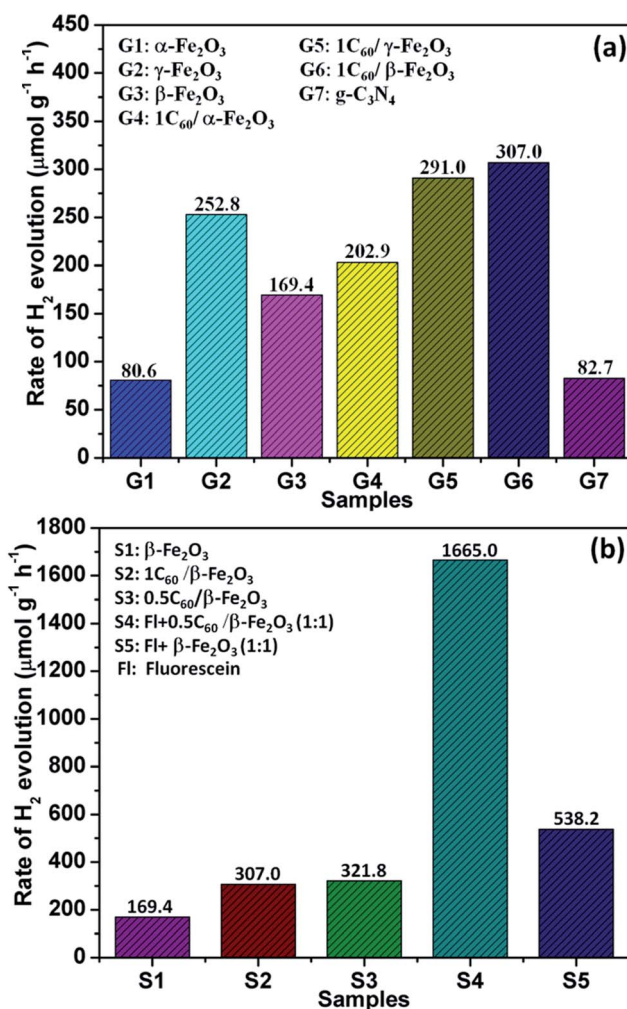 (a)
G1: α-Fe₂O₃ G5: 1C₆₀/ γ-Fe₂O₃
G2: γ-Fe₂O₃ G6: 1C₆₀/ β-Fe₂O₃
G3: β-Fe₂O₃ G7: g-C₃N₄
G4: 1C₆₀/ α-Fe₂O₃
Rate of H₂ evolution (μmol g⁻¹ h⁻¹)
450
400
350
300
250
200
150
100
50
0
80.6
252.8
169.4
202.9
291.0
307.0
82.7
G1 G2 G3 G4 G5 G6 G7
Samples
(b)
S1: β-Fe₂O₃
S2: 1C₆₀ /β-Fe₂O₃
S3: 0.5C₆₀/β-Fe₂O₃
S4: Fl+0.5C₆₀ /β-Fe₂O₃ (1:1)
S5: Fl+ β-Fe₂O₃ (1:1)
Fl: Fluorescein
Rate of H₂ evolution (μmol g⁻¹ h⁻¹)
1800
1600
1400
1200
1000
800
600
400
200
0
169.4
307.0
321.8
1665.0
538.2
S1 S2 S3 S4 S5
Samples